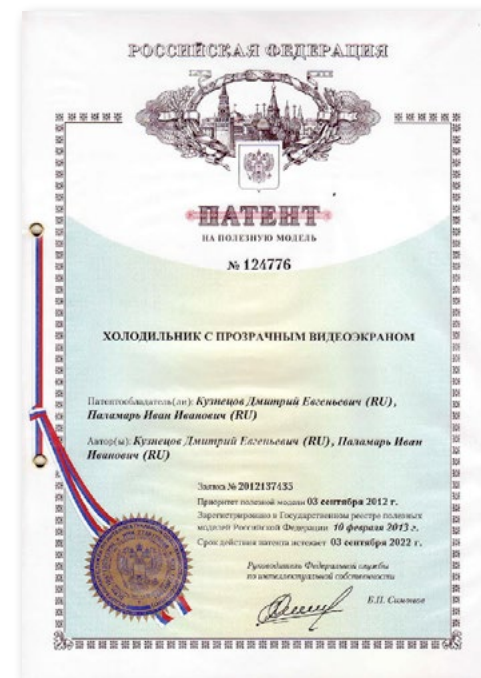 РОССИЙСКАЯ ФЕДЕРАЦИЯ
ПАТЕНТ
НА ПОЛЕЗНУЮ МОДЕЛЬ
№ 124776
ХОЛОДИЛЬНИК С ПРОЗРАЧНЫМ ВИДЕОЭКРАНОМ
Патентообладатель(ли): Кузнецов Дмитрий Евгеньевич (RU),
Паламарь Иван Иванович (RU)
Автор(ы): Кузнецов Дмитрий Евгеньевич (RU), Паламарь Иван
Иванович (RU)
Заявка № 2012137435
Приоритет полезной модели 03 сентября 2012 г.
Зарегистрировано в Государственном реестре полезных
моделей Российской Федерации 10 февраля 2013 г.
Срок действия патента истекает 03 сентября 2022 г.
Руководитель Федеральной службы
по интеллектуальной собственности
Б.П. Симонов